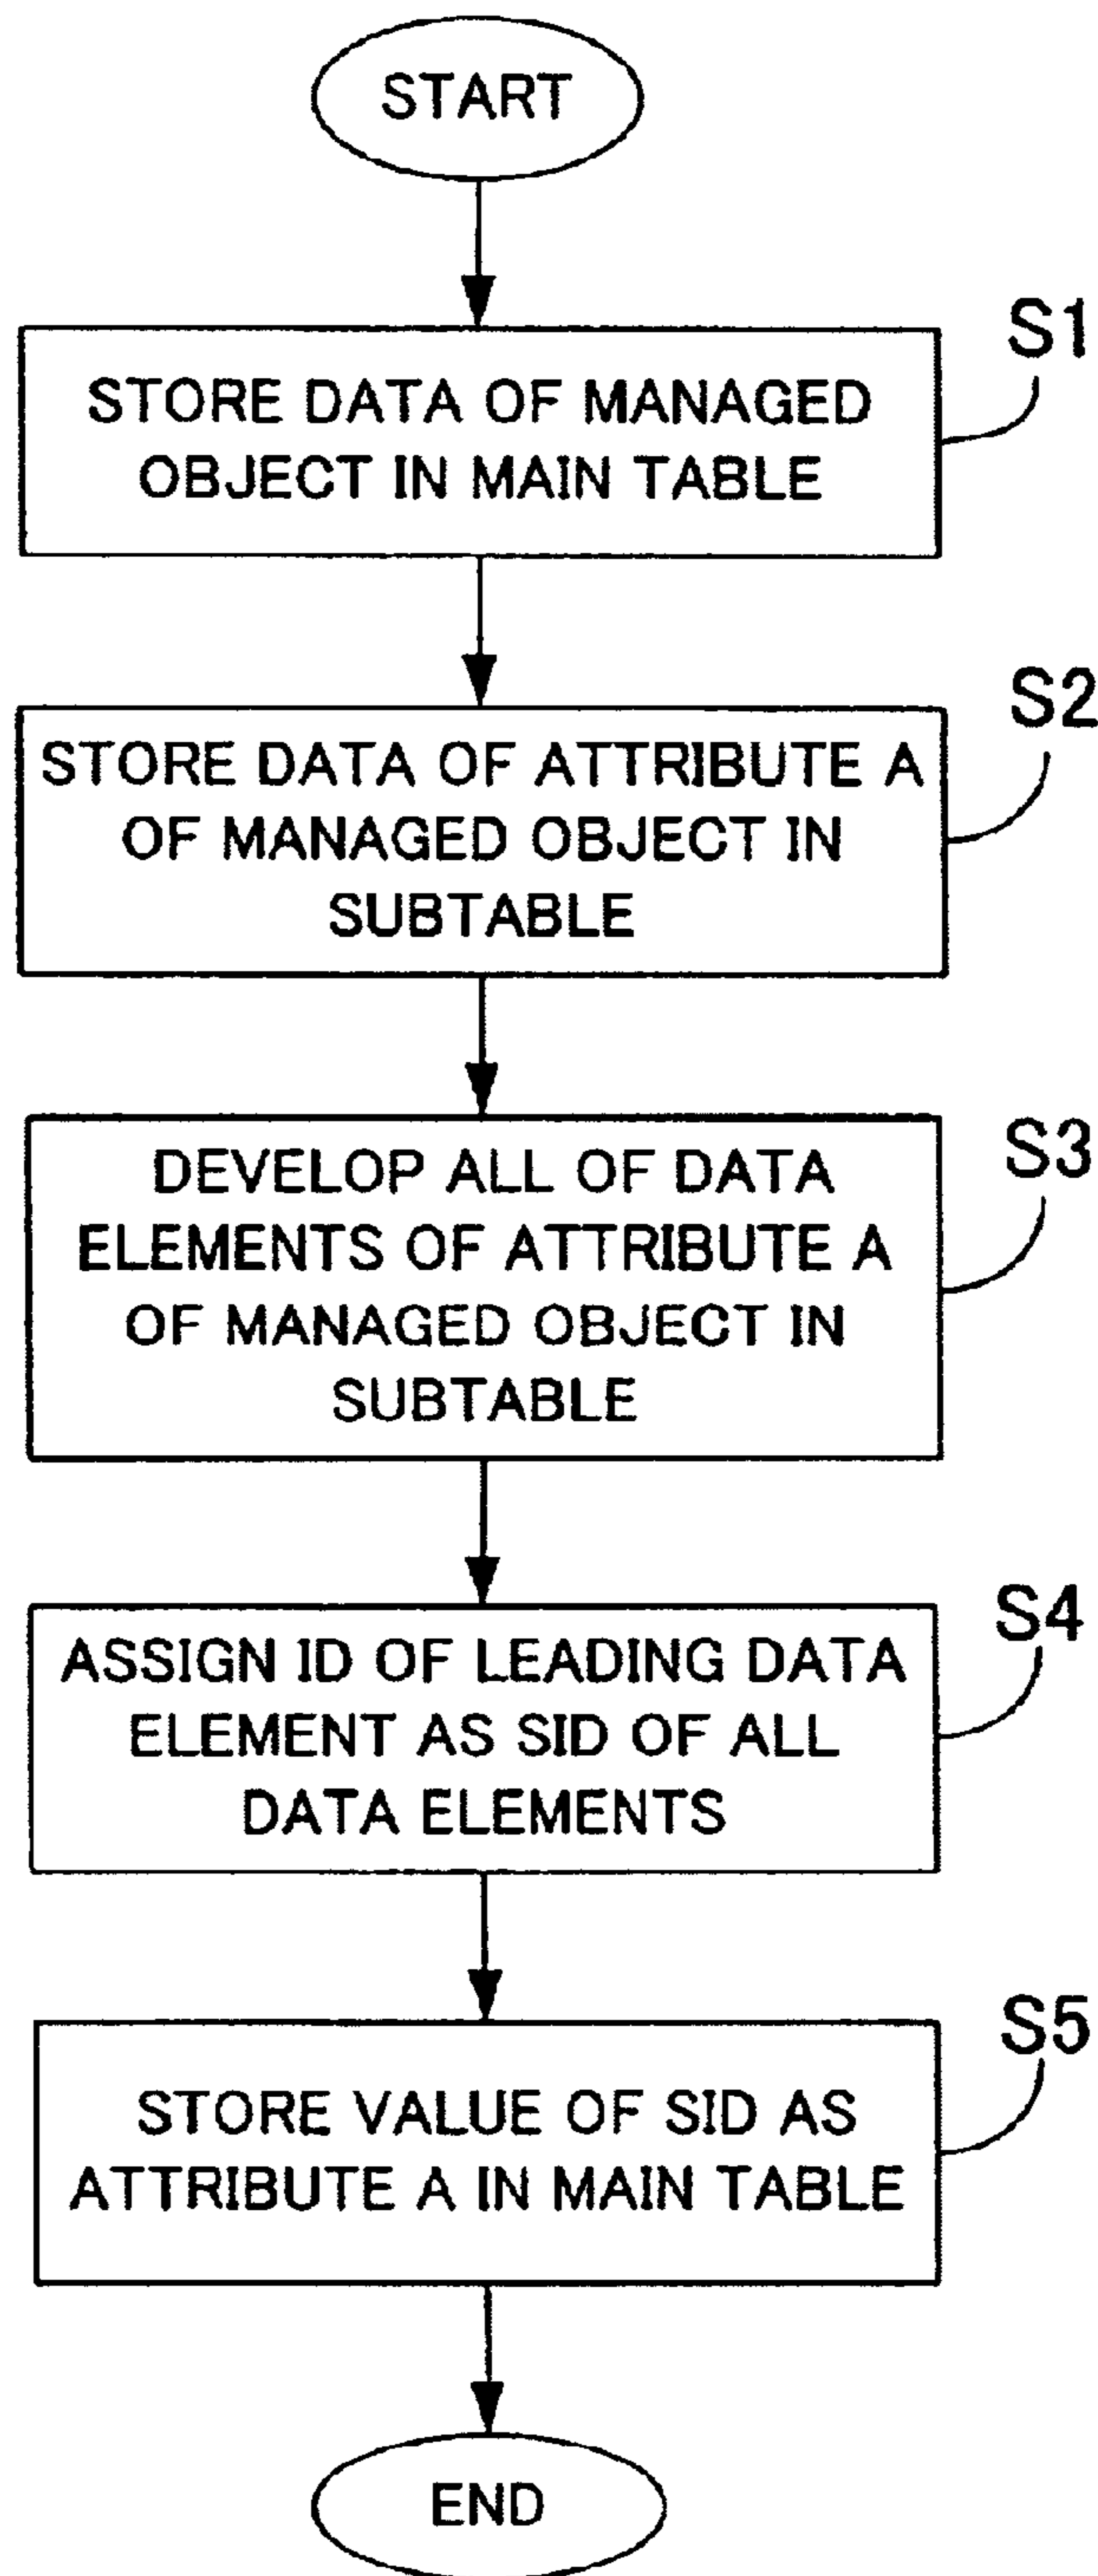 START
S1
STORE DATA OF MANAGED
OBJECT IN MAIN TABLE
S2
STORE DATA OF ATTRIBUTE A
OF MANAGED OBJECT IN
SUBTABLE
S3
DEVELOP ALL OF DATA
ELEMENTS OF ATTRIBUTE A
OF MANAGED OBJECT IN
SUBTABLE
S4
ASSIGN ID OF LEADING DATA
ELEMENT AS SID OF ALL
DATA ELEMENTS
S5
STORE VALUE OF SID AS
ATTRIBUTE A IN MAIN TABLE
END